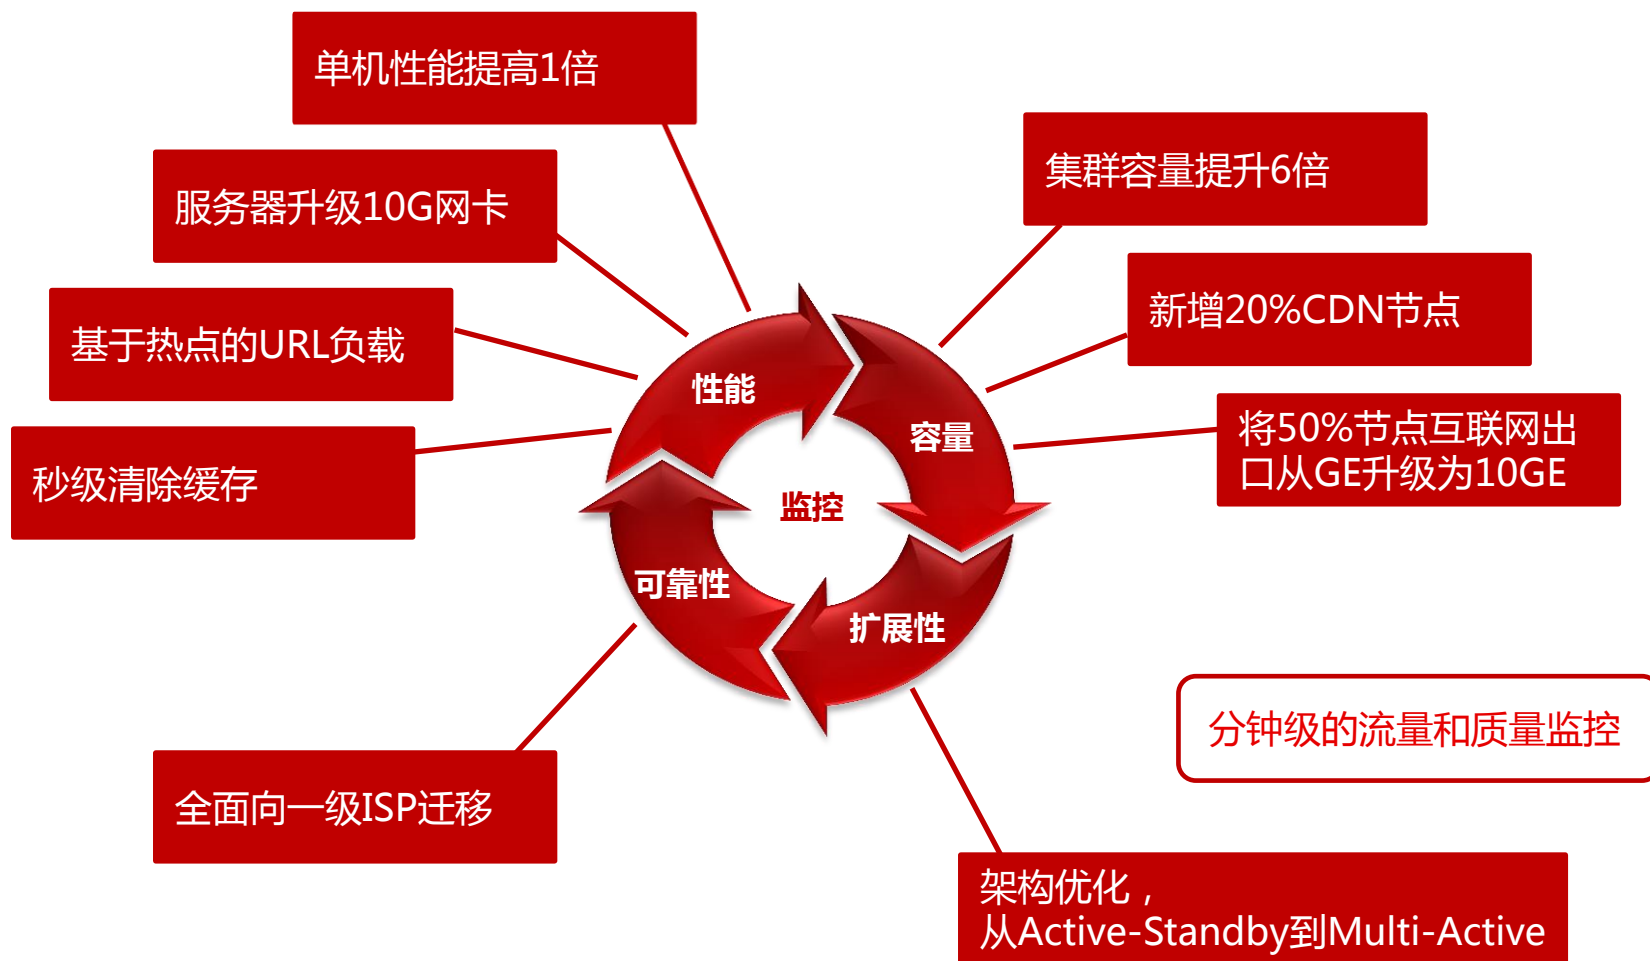 单机性能提高1倍
服务器升级10G网卡
基于热点的URL负载
秒级清除缓存
集群容量提升6倍
新增20%CDN节点
将50%节点互联网出
口从GE升级为10GE
性能
容量
监控
可靠性
扩展性
分钟级的流量和质量监控
全面向一级ISP迁移
架构优化，
从Active-Standby到Multi-Active